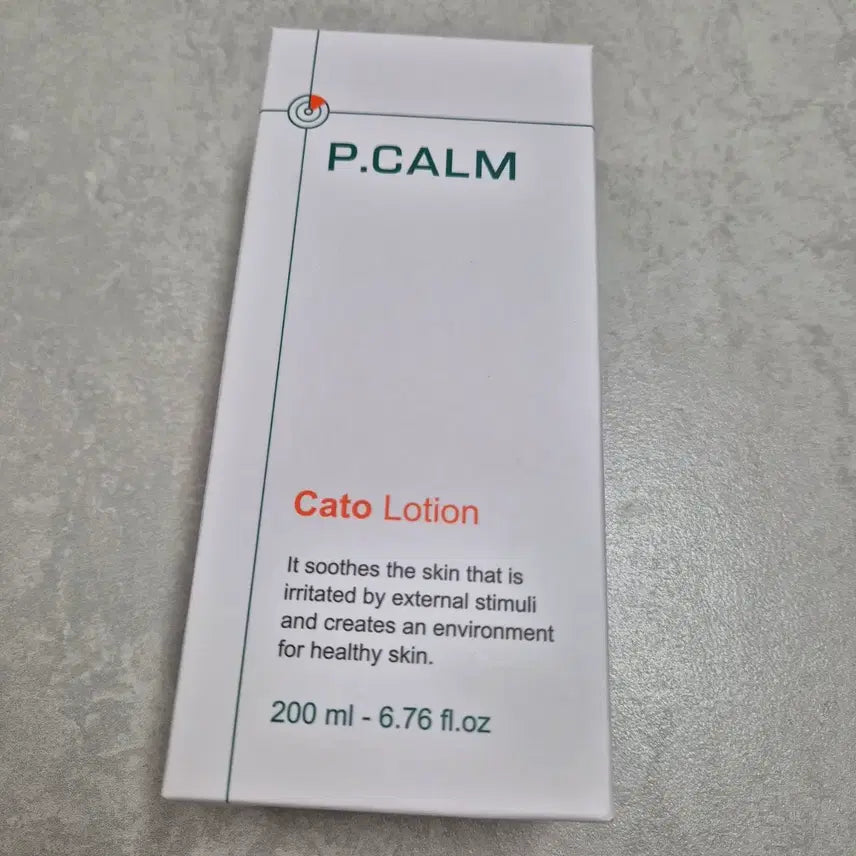 P.CALM
Cato Lotion
It soothes the skin that is
irritated by external stimuli
and creates an environment
for healthy skin.
200 ml - 6.76 fl.oz